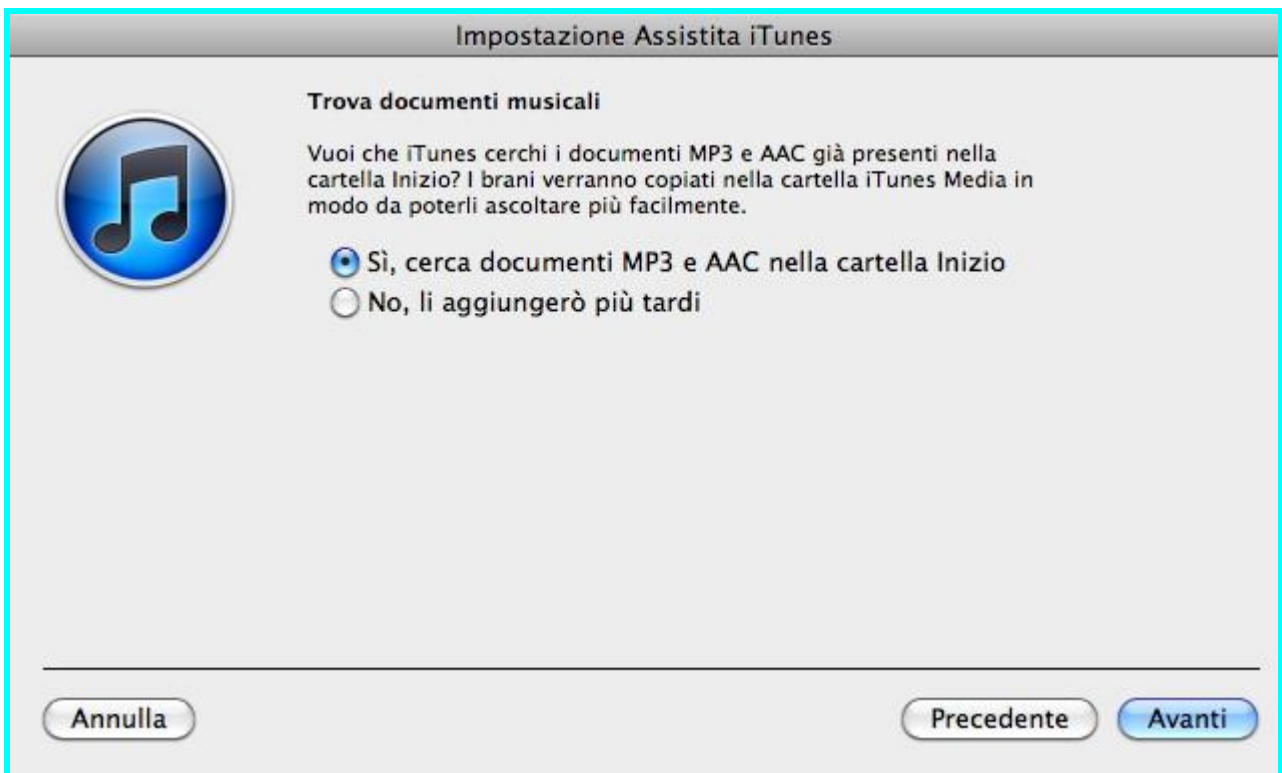 Impostazione Assistita iTunes
Trova documenti musicali
Vuoi che iTunes cerchi i documenti MP3 e AAC già presenti nella
cartella Inizio? I brani verranno copiati nella cartella iTunes Media in
modo da poterli ascoltare più facilmente.
Sì, cerca documenti MP3 e AAC nella cartella Inizio
No, li aggiungerò più tardi
Annulla
Precedente
Avanti